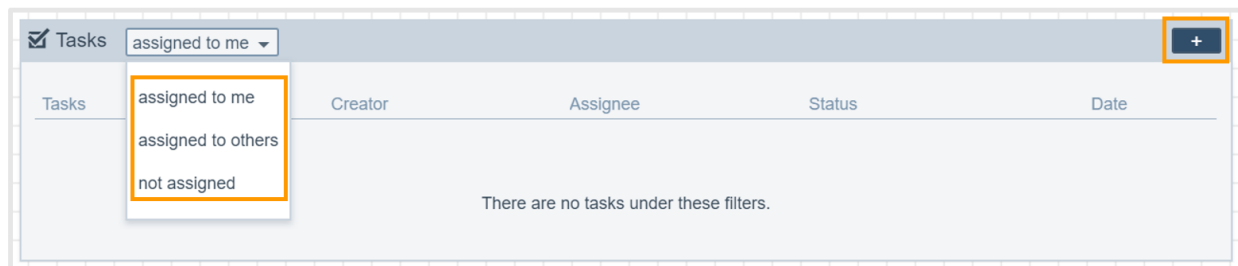 Tasks assigned to me
+
Tasks Creator Assignee Status Date
assigned to me
assigned to others
not assigned
There are no tasks under these filters.